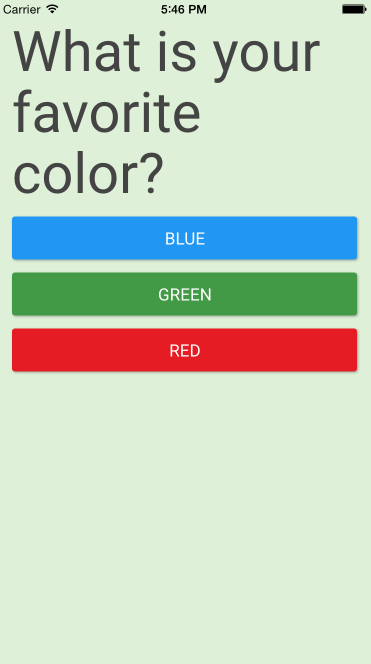 Carrier 5:46 PM
What is your
favorite
color?
BLUE
GREEN
RED